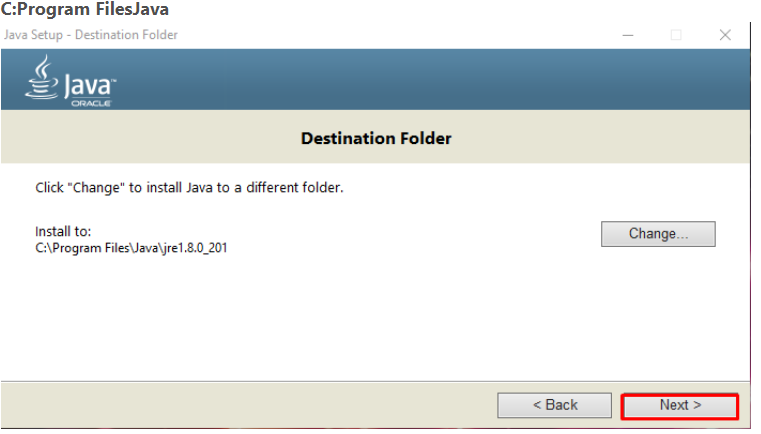 C:Program FilesJava
Java Setup - Destination Folder
Java™
ORACLE
Destination Folder
Click "Change" to install Java to a different folder.
Install to:
C:\Program Files\Java\jre1.8.0_201
Change...
< Back
Next >